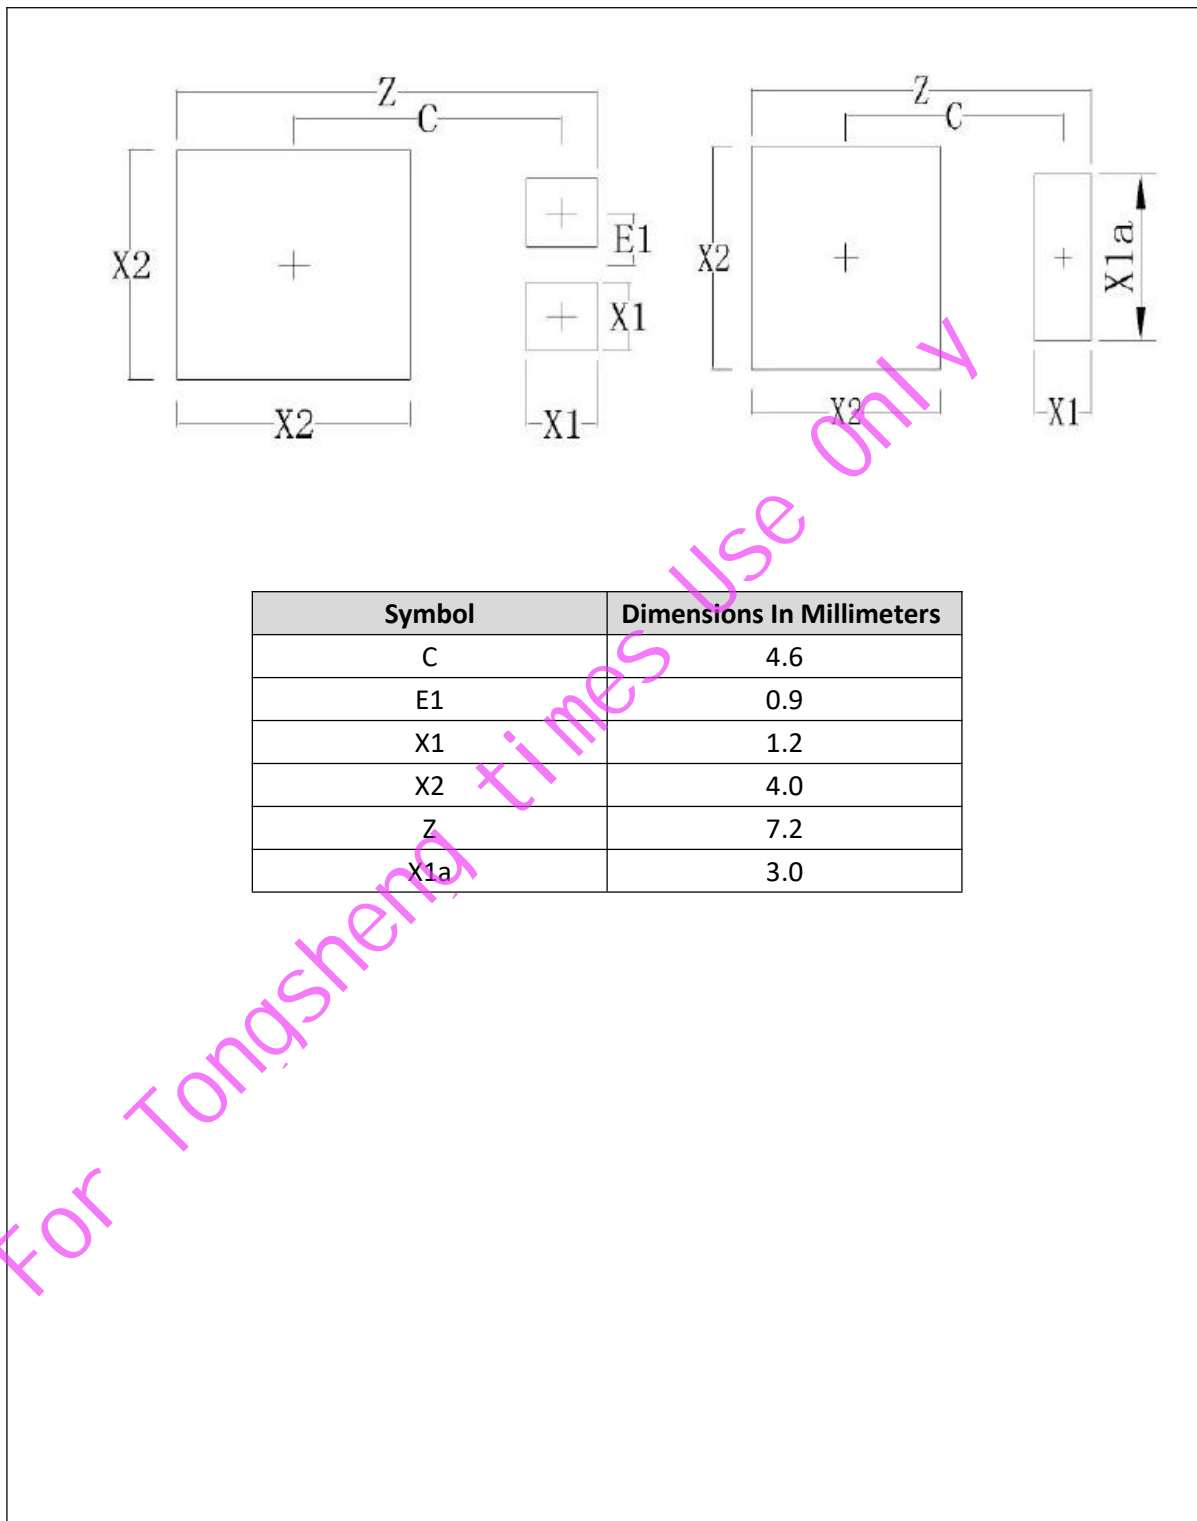 Z
C
X2
E1
X1
X2
X1
Z
C
X2
X1a
X2
X1
Symbol Dimensions In Millimeters
C 4.6
E1 0.9
X1 1.2
X2 4.0
Z 7.2
X1a 3.0
For Tongsheng times Use Only